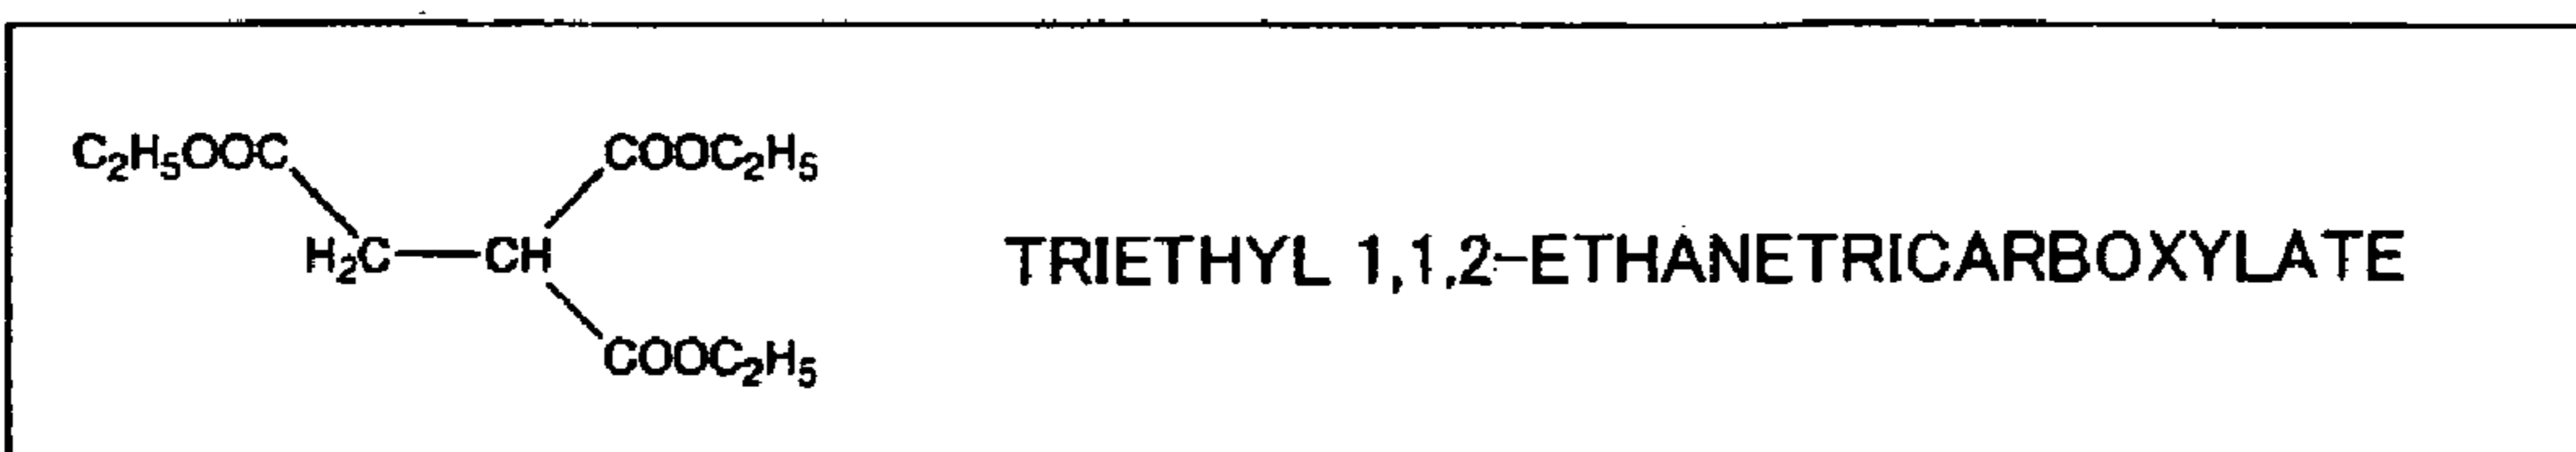 C₂H₅OOC COOC₂H₅
H₂C CH TRIETHYL 1,1,2-ETHANETRICARBOXYLATE
COOC₂H₅